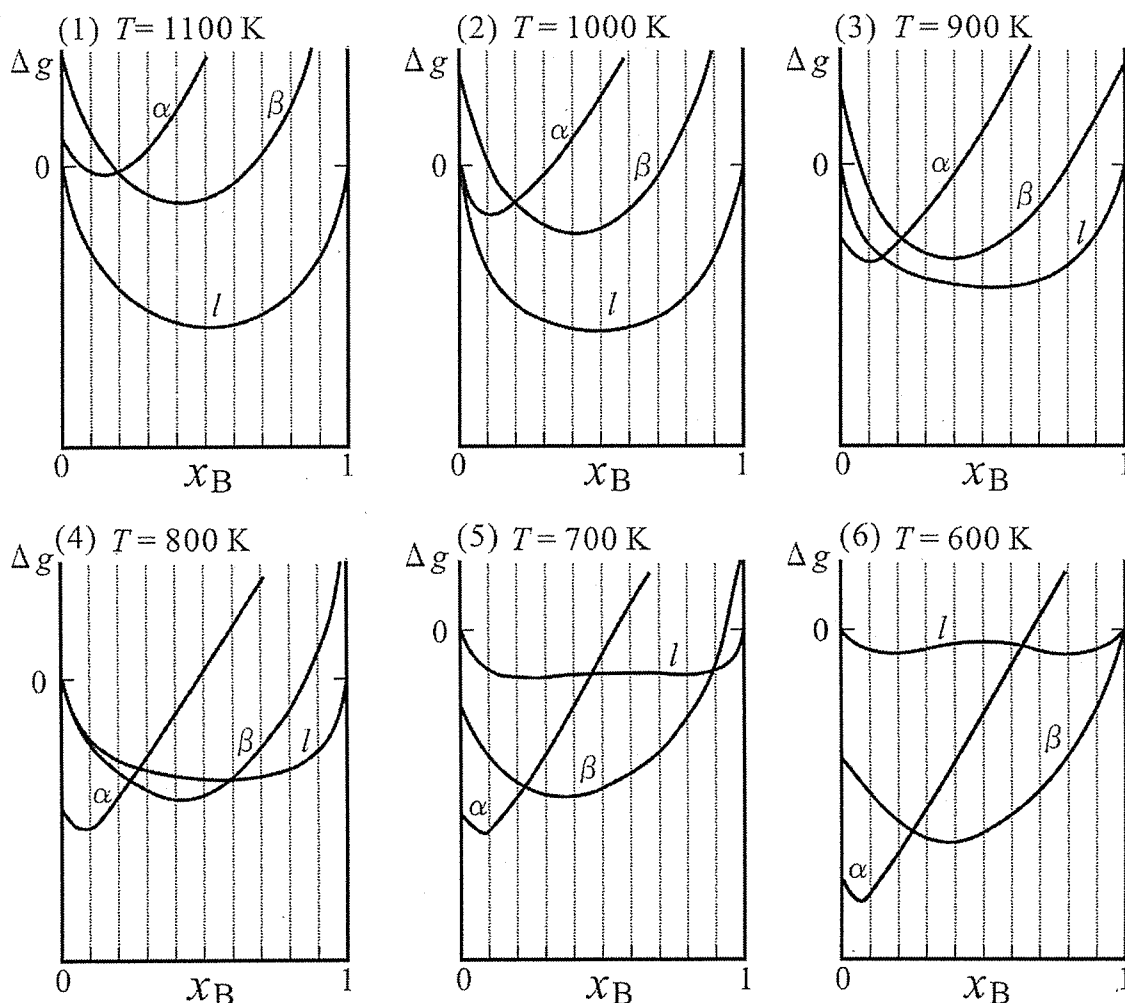 (1) T = 1100 K
Δg
α
β
0
l
0
1
x_B
(2) T = 1000 K
Δg
α
β
0
l
0
1
x_B
(3) T = 900 K
Δg
α
0
β
l
0
1
x_B
(4) T = 800 K
Δg
0
α
β
l
0
1
x_B
(5) T = 700 K
Δg
0
l
β
α
0
1
x_B
(6) T = 600 K
Δg
0
l
β
α
0
1
x_B